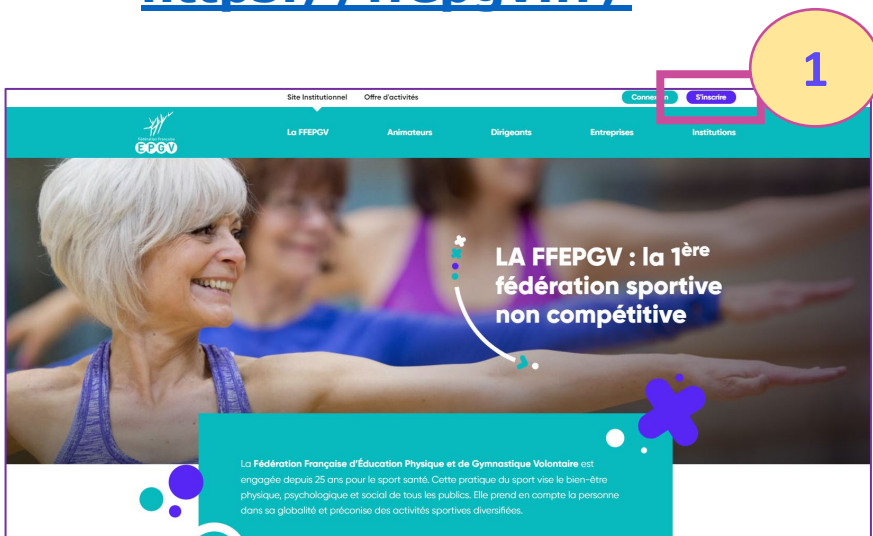 1
Site Institutionnel Offre d'activités Connexion S'inscrire
Fédération Française
EPGV
La FFEPGV Animateurs Dirigeants Entreprises Institutions
LA FFEPGV : la 1ère
fédération sportive
non compétitive
La Fédération Française d'Éducation Physique et de Gymnastique Volontaire est
engagée depuis 25 ans pour le sport santé. Cette pratique du sport vise le bien-être
physique, psychologique et social de tous les publics. Elle prend en compte la personne
dans sa globalité et préconise des activités sportives diversifiées.